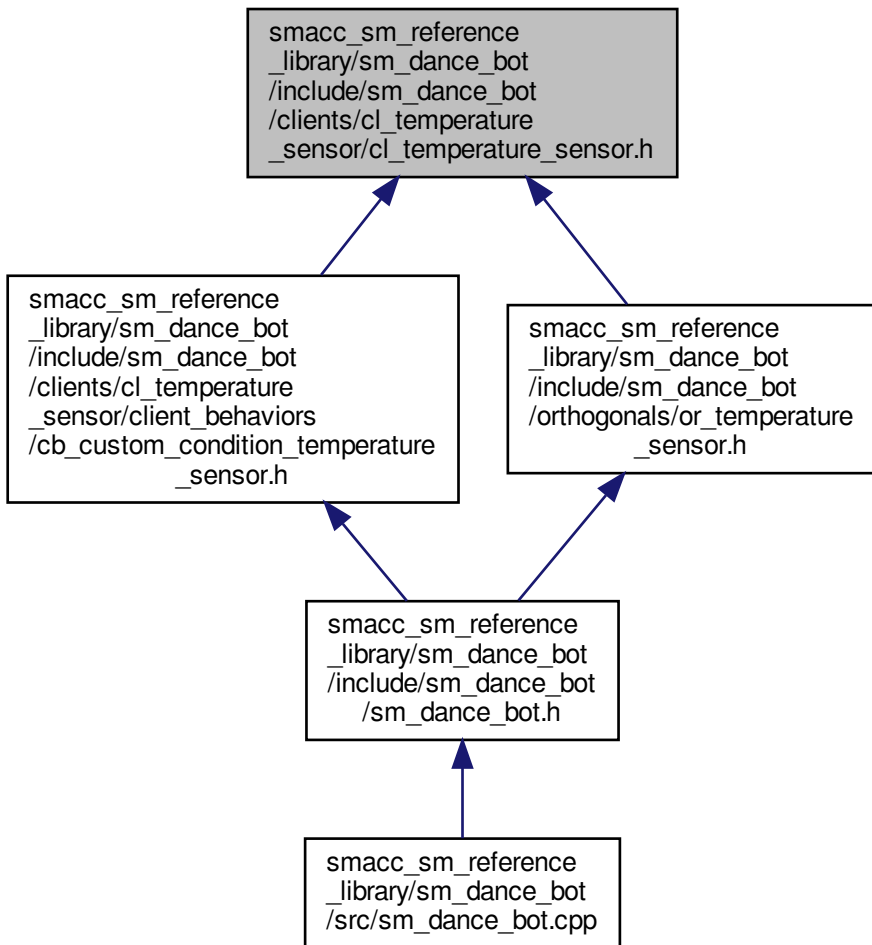 smacc_sm_reference
_library/sm_dance_bot
/include/sm_dance_bot
/clients/cl_temperature
_sensor/cl_temperature_sensor.h
smacc_sm_reference
_library/sm_dance_bot
/include/sm_dance_bot
/clients/cl_temperature
_sensor/client_behaviors
/cb_custom_condition_temperature
_sensor.h
smacc_sm_reference
_library/sm_dance_bot
/include/sm_dance_bot
/orthogonals/or_temperature
_sensor.h
smacc_sm_reference
_library/sm_dance_bot
/include/sm_dance_bot
/sm_dance_bot.h
smacc_sm_reference
_library/sm_dance_bot
/src/sm_dance_bot.cpp